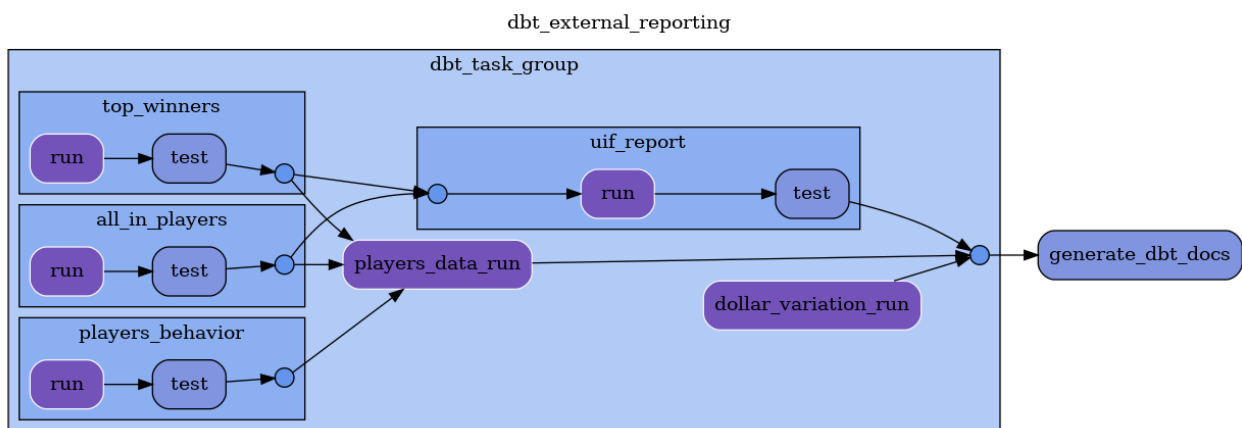 dbt_external_reporting
dbt_task_group
top_winners
run
test
uif_report
run
test
all_in_players
run
test
players_data_run
generate_dbt_docs
dollar_variation_run
players_behavior
run
test